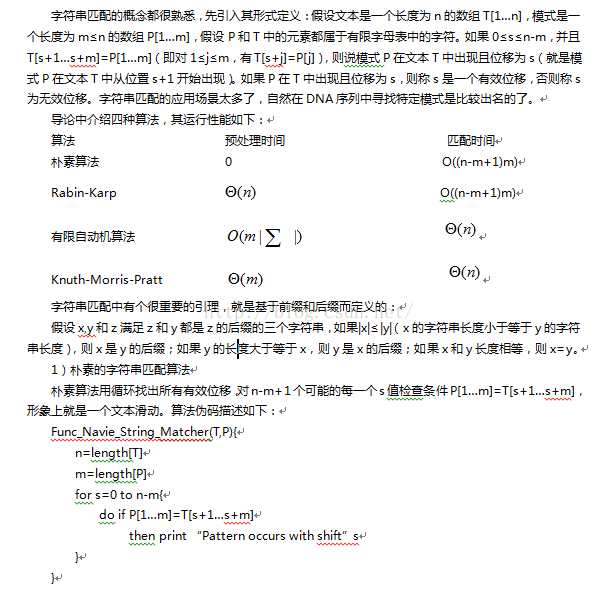 字符串匹配的概念都很熟悉，先引入其形式定义：假设文本是一个长度为 n 的数组 T[1...n]，模式是一
个长度为 m≤n 的数组 P[1...m]，假设 P 和 T 中的元素都属于有限字母表中的字符。如果 0≤s≤n-m，并且
T[s+1...s+m]=P[1...m]（即对 1≤j≤m，有 T[s+j]=P[j]），则说模式 P 在文本 T 中出现且位移为 s（就是模
式 P 在文本 T 中从位置 s+1 开始出现）。如果 P 在 T 中出现且位移为 s，则称 s 是一个有效位移，否则称 s
为无效位移。字符串匹配的应用场景太多了，自然在 DNA 序列中寻找特定模式是比较出名的了。
导论中介绍四种算法，其运行性能如下：
算法 预处理时间 匹配时间
朴素算法 0 O((n-m+1)m)
Rabin-Karp Θ(n) O((n-m+1)m)
有限自动机算法 O(m|∑ |) Θ(n)
Knuth-Morris-Pratt Θ(m) Θ(n)
字符串匹配中有个很重要的引理，就是基于前缀和后缀而定义的：
http://blog.csdn.net/
假设 x,y 和 z 满足 z 和 y 都是 z 的后缀的三个字符串，如果|x|≤|y|（x 的字符串长度小于等于 y 的字符
串长度），则 x 是 y 的后缀；如果 y 的长度大于等于 x，则 y 是 x 的后缀；如果 x 和 y 长度相等，则 x=y。
1）朴素的字符串匹配算法
朴素算法用循环找出所有有效位移，对 n-m+1 个可能的每一个 s 值检查条件 P[1...m]=T[s+1...s+m]，
形象上就是一个文本滑动。算法伪码描述如下：
Func_Navie_String_Matcher(T,P){
n=length[T]
m=length[P]
for s=0 to n-m{
do if P[1...m]=T[s+1...s+m]
then print “Pattern occurs with shift” s
}
}